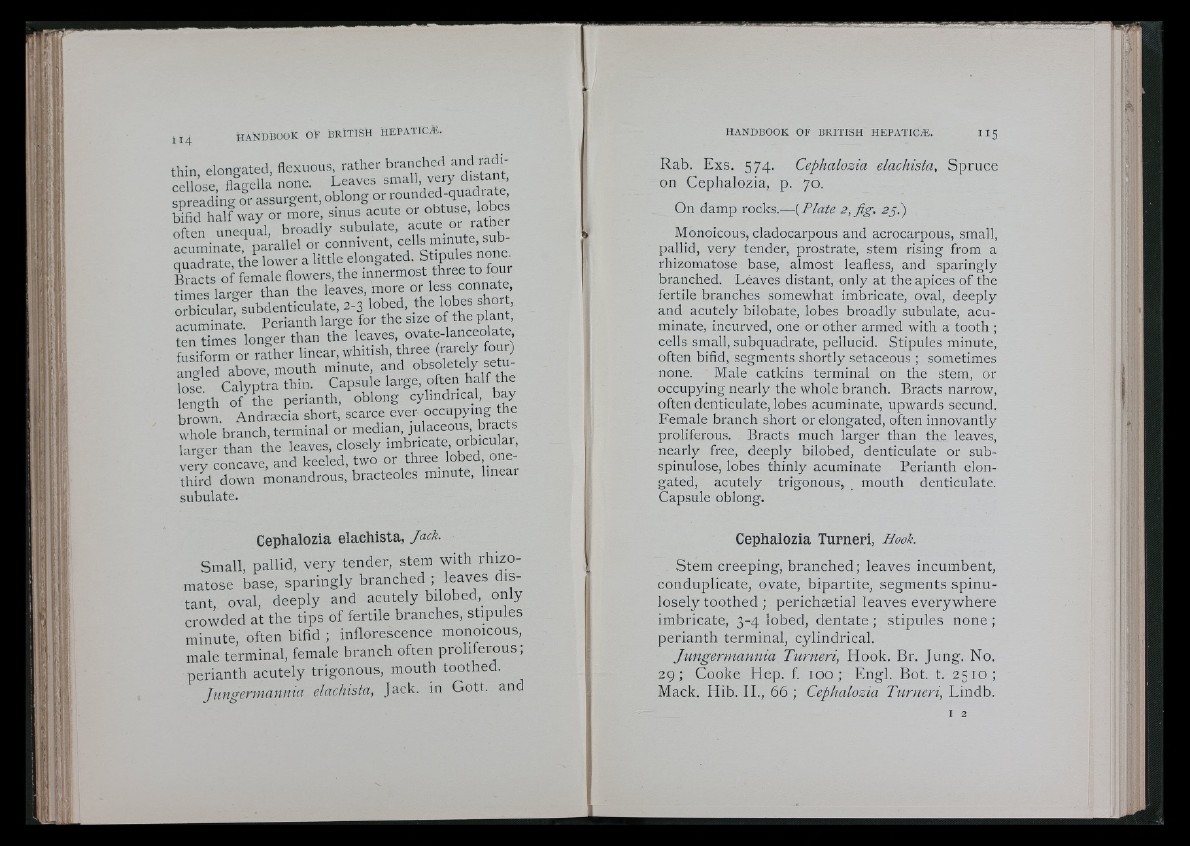 114 HANDBOOK OF BRITISH HEPATICÆ.
thin, elongated, flexuous, rather branched and radi-
cellose, flagella none. Leaves small, very distant,
spreading or assurgent, oblong or rounded-quadrate,
bifid half way or more, sinus acute or obtuse, lobes
often unequal, broadly subulate, acute or rather
acuminate, parallel or connivent, cells minute, sub-
quadrate, the lower a little elongated. Stipules none.
Bracts of female flowers, the innermost three to four
times larger than the leaves, more or less connate,
orbicular, subdenticulate, 2-3 lobed, the lobes short,
acuminate. Perianth large for the size of the plant,
ten times longer than the leaves, ovate-lanceolate,
fusiform or rather linear, whitish, three (rarely four)
angled above, mouth minute, and obsoletely setu-
lose. Calyptra thin. Capsule large, often half the
length of the perianth, oblong cylindrical, bay
brown. Andræcia short, scarce ever occupying the
whole branch, terminal or median, julaceous, bracts
larger than the leaves, closely imbricate, orbicular,
very concave, and keeled, two or three lobed, one-
third down monandrous, bracteoles minute, linear
subulate.
Cephalozia elachista, Jack.
Small, pallid, very tender, stem with rhizo-
matose base, sparingly branched ; leaves dis-
tant, oval, deeply and acutely bilobed, only
crowded at the tips of fertile branches, stipules
minute, often bifid ; inflorescence monoicous,
male terminal, female branch often proliferous ;
perianth acutely trigonous, mouth toothed.
Jungermannia elachista, Jack. in Gott. and
HANDBOOK OF BRITISH HEPATICÆ. 115
Rab. Exs. 574. Cephalozia elachista, Spruce
on Cephalozia, p. 70.
On damp rocks.—(Plate 2, fig. 25.)
Monoicous, cladocarpous and acrocarpous, small,
pallid, very tender, prostrate, stem rising from a
rhizomatose base, almost leafless, and sparingly
branched. Leaves distant, only at the apices of the
fertile branches somewhat imbricate, oval, deeply
and acutely bilobate, lobes broadly subulate, acu-
minate, incurved, one or other armed with a tooth ;
cells small, subquadrate, pellucid. Stipules minute,
often bifid, segments shortly setaceous ; sometimes
none. Male catkins terminal on the stem, or
occupying nearly the whole branch. Bracts narrow,
often denticulate, lobes acuminate, upwards secund.
Female branch short or elongated, often innovantly
proliferous. Bracts much larger than the leaves,
nearly free, deeply bilobed, denticulate or sub-
spinulose, lobes thinly acuminate Perianth elon-
gated, acutely trigonous, mouth denticulate.
Capsule oblong.
Cephalozia Turneri, Hook.
Stem creeping, branched ; leaves incumbent,
conduplicate, ovate, bipartite, segments spinu-
losely toothed ; perichætial leaves everywhere
imbricate, 3-4 lobed, dentate ; stipules none ;
perianth terminal, cylindrical.
Jungermannia Turneri, Hook. Br. Jung. No.
29 ; Cooke Hep. f. 100 ; Engl. Bot. t. 2510 ;
Mack. Hib. II., 66 ; Cephalozia Turneri, Lindb.
I 2